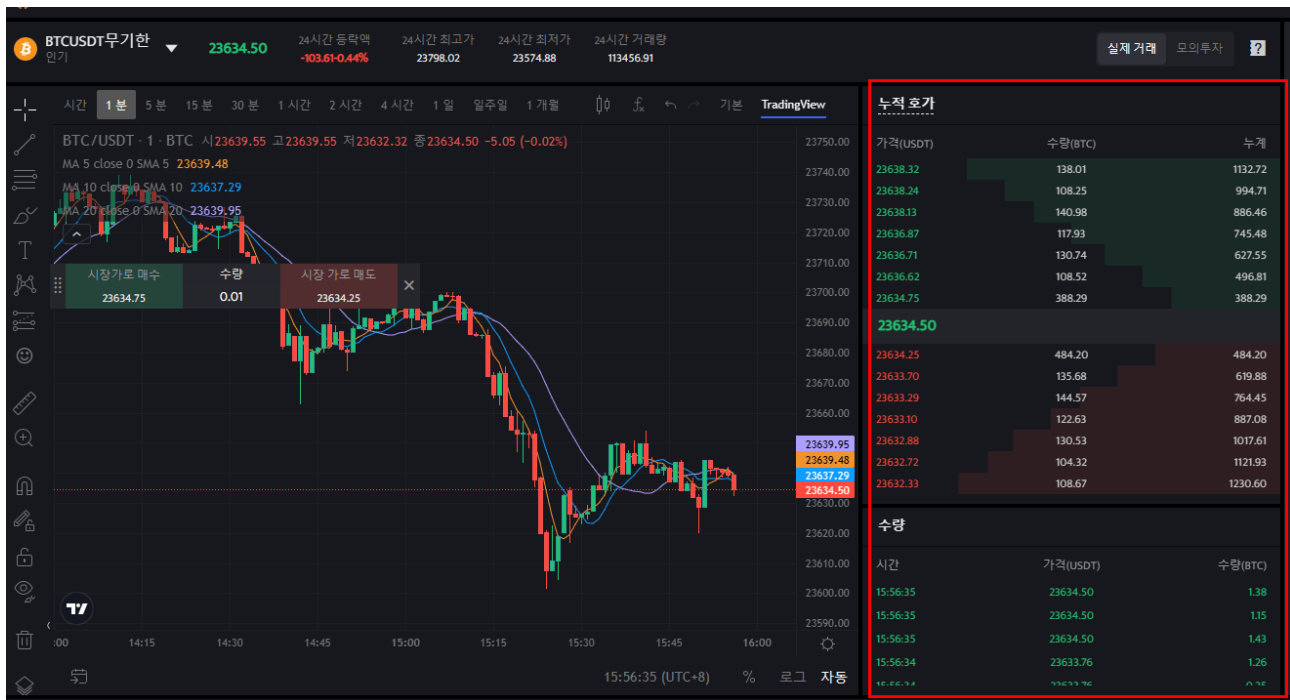 BTCUSDT무기한
인기
23634.50
24시간 등락액
-103.61-0.44%
24시간 최고가
23798.02
24시간 최저가
23574.88
24시간 거래량
113456.91
실제 거래 모의투자
시간 1 분 5 분 15 분 30 분 1 시간 2 시간 4 시간 1 일 일주일 1 개월 기본 TradingView
BTC/USDT · 1 · BTC 시23639.55 고23639.55 저23632.32 종23634.50 -5.05 (-0.02%)
MA 5 close 0 SMA 5 23639.48
MA 10 close 0 SMA 10 23637.29
MA 20 close 0 SMA 20 23639.95
시장가로 매수
23634.75
수량
0.01
시장 가로 매도
23634.25
23750.00
23740.00
23730.00
23720.00
23710.00
23700.00
23690.00
23680.00
23670.00
23660.00
23639.95
23639.48
23637.29
23634.50
23630.00
23620.00
23610.00
23600.00
23590.00
:00 14:15 14:30 14:45 15:00 15:15 15:30 15:45 16:00
15:56:35 (UTC+8) % 로그 자동
누적 호가
가격(USDT) 수량(BTC) 누계
23638.32 138.01 1132.72
23638.24 108.25 994.71
23638.13 140.98 886.46
23636.87 117.93 745.48
23636.71 130.74 627.55
23636.62 108.52 496.81
23634.75 388.29 388.29
23634.50
23634.25 484.20 484.20
23633.70 135.68 619.88
23633.29 144.57 764.45
23633.10 122.63 887.08
23632.88 130.53 1017.61
23632.72 104.32 1121.93
23632.33 108.67 1230.60
수량
시간 가격(USDT) 수량(BTC)
15:56:35 23634.50 1.38
15:56:35 23634.50 1.15
15:56:35 23634.50 1.43
15:56:34 23633.76 1.26